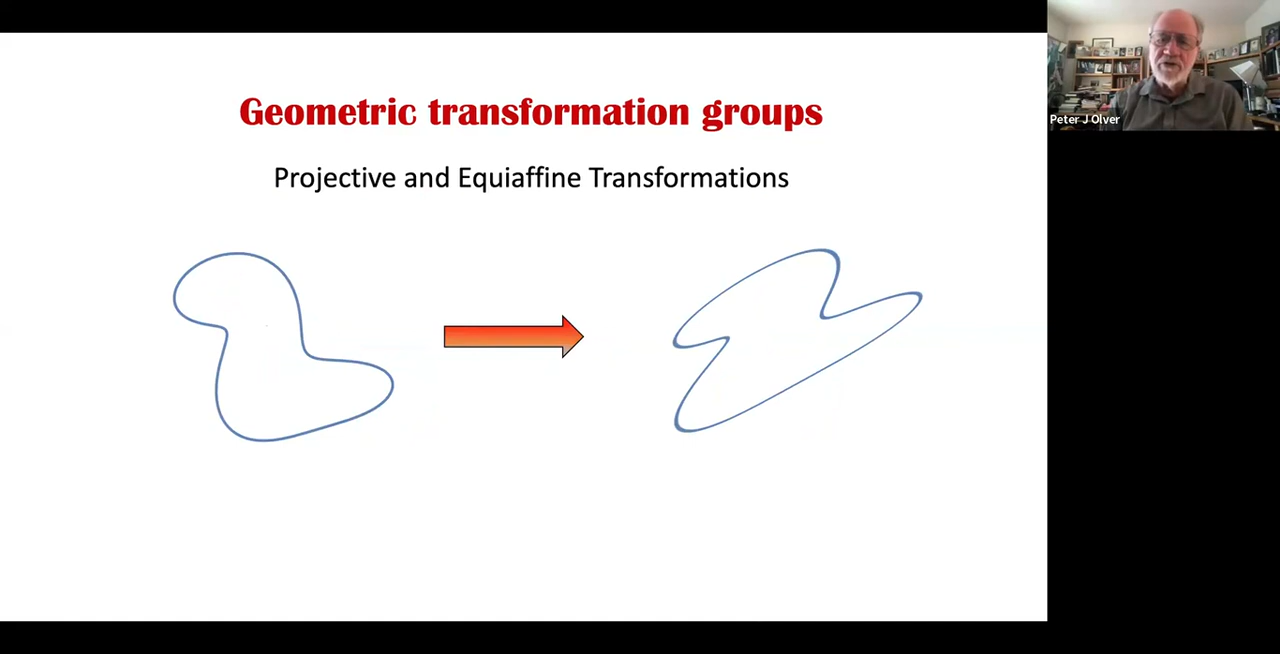 Geometric transformation groups
Projective and Equiaffine Transformations
Peter J Olver